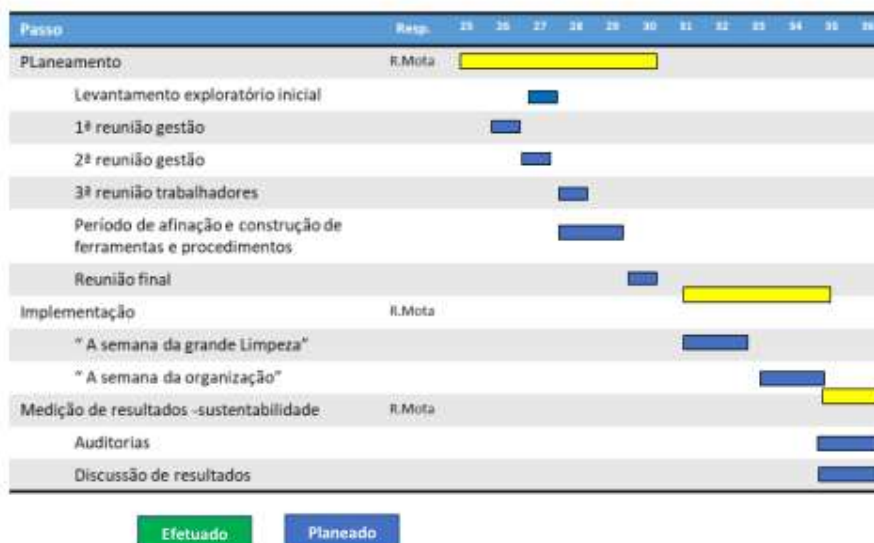 Passo Resp. 25 26 27 28 29 30 31 32 33 34 35 36
PLaneamento R.Mota
Levantamento exploratório inicial
1ª reunião gestão
2ª reunião gestão
3ª reunião trabalhadores
Período de afinação e construção de
ferramentas e procedimentos
Reunião final
Implementação R.Mota
" A semana da grande Limpeza"
" A semana da organização"
Medição de resultados -sustentabilidade R.Mota
Auditorias
Discussão de resultados
Efetuado Planeado